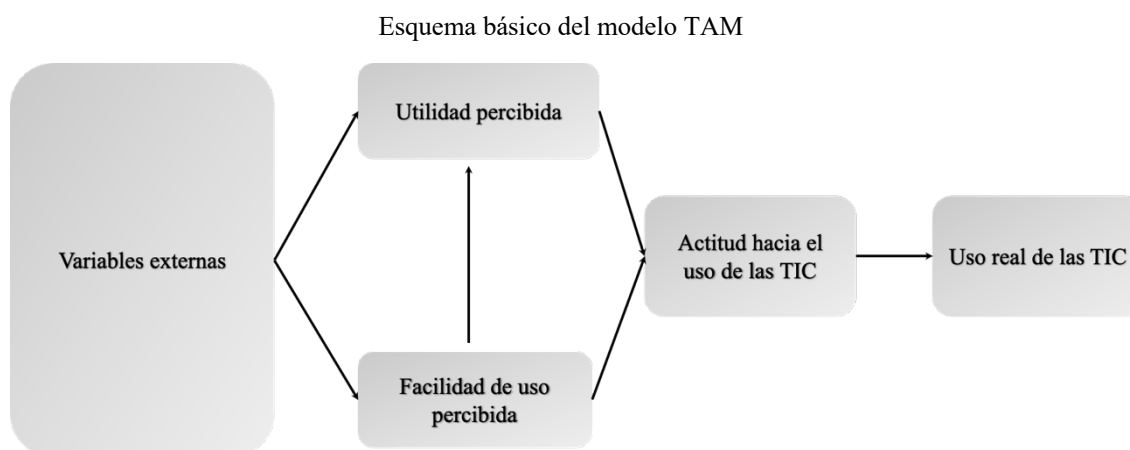 Esquema básico del modelo TAM
Utilidad percibida
Variables externas
Actitud hacia el
uso de las TIC
Uso real de las TIC
Facilidad de uso
percibida